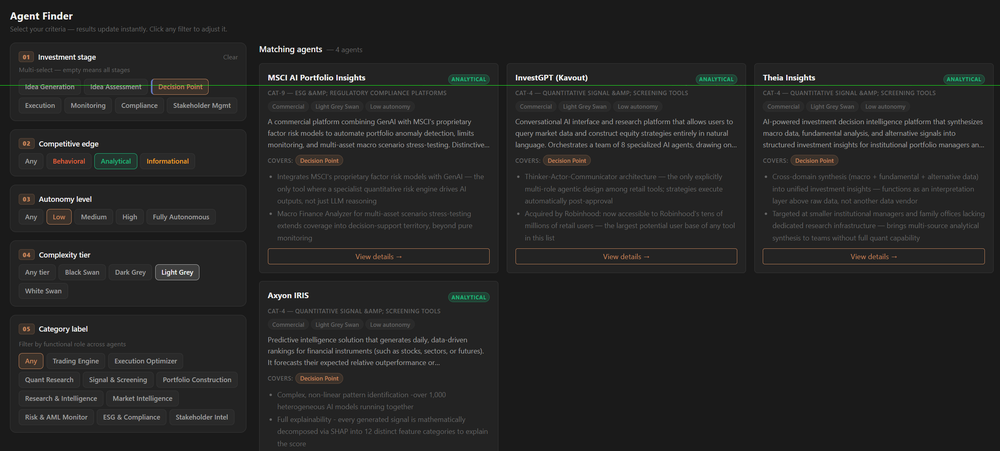 Agent Finder
Select your criteria — results update instantly. Click any filter to adjust it.
01 Investment stage Clear
Multi-select — empty means all stages
Idea Generation Idea Assessment Decision Point
Execution Monitoring Compliance Stakeholder Mgmt
02 Competitive edge
Any Behavioral Analytical Informational
03 Autonomy level
Any Low Medium High Fully Autonomous
04 Complexity tier
Any tier Black Swan Dark Grey Light Grey
White Swan
05 Category label
Filter by functional role across agents
Any Trading Engine Execution Optimizer
Quant Research Signal & Screening Portfolio Construction
Research & Intelligence Market Intelligence
Risk & AML Monitor ESG & Compliance Stakeholder Intel
Matching agents — 4 agents
MSCI AI Portfolio Insights ANALYTICAL
CAT-9 — ESG &AMP; REGULATORY COMPLIANCE PLATFORMS
Commercial Light Grey Swan Low autonomy
A commercial platform combining GenAI with MSCI's proprietary
factor risk models to automate portfolio anomaly detection, limits
monitoring, and multi-asset macro scenario stress-testing. Distinctive...
COVERS: Decision Point
• Integrates MSCI's proprietary factor risk models with GenAI — the
only tool where a specialist quantitative risk engine drives AI
outputs, not just LLM reasoning
• Macro Finance Analyzer for multi-asset scenario stress-testing
extends coverage into decision-support territory, beyond pure
monitoring
View details →
InvestGPT (Kavout) ANALYTICAL
CAT-4 — QUANTITATIVE SIGNAL &AMP; SCREENING TOOLS
Commercial Light Grey Swan Low autonomy
Conversational AI interface and research platform that allows users to
query market data and construct equity strategies entirely in natural
language. Orchestrates a team of 8 specialized AI agents, drawing on...
COVERS: Decision Point
• Thinker-Actor-Communicator architecture — the only explicitly
multi-role agentic design among retail tools; strategies execute
automatically post-approval
• Acquired by Robinhood: now accessible to Robinhood's tens of
millions of retail users — the largest potential user base of any tool
in this list
View details →
Theia Insights ANALYTICAL
CAT-4 — QUANTITATIVE SIGNAL &AMP; SCREENING TOOLS
Commercial Light Grey Swan Low autonomy
AI-powered investment decision intelligence platform that synthesizes
macro data, fundamental analysis, and alternative signals into
structured investment insights for institutional portfolio managers an...
COVERS: Decision Point
• Cross-domain synthesis (macro + fundamental + alternative data)
into unified investment insights — functions as an interpretation
layer above raw data, not another data vendor
• Targeted at smaller institutional managers and family offices lacking
dedicated research infrastructure — brings multi-source analytical
synthesis to teams without full quant capability
View details →
Axyon IRIS ANALYTICAL
CAT-4 — QUANTITATIVE SIGNAL &AMP; SCREENING TOOLS
Commercial Light Grey Swan Low autonomy
Predictive intelligence solution that generates daily, data-driven
rankings for financial instruments (such as stocks, sectors, or futures).
It forecasts their expected relative outperformance or...
COVERS: Decision Point
• Complex, non-linear pattern identification -over 1,000
heterogeneous AI models running together
• Full explainability - every generated signal is mathematically
decomposed via SHAP into 12 distinct feature categories to explain
the score